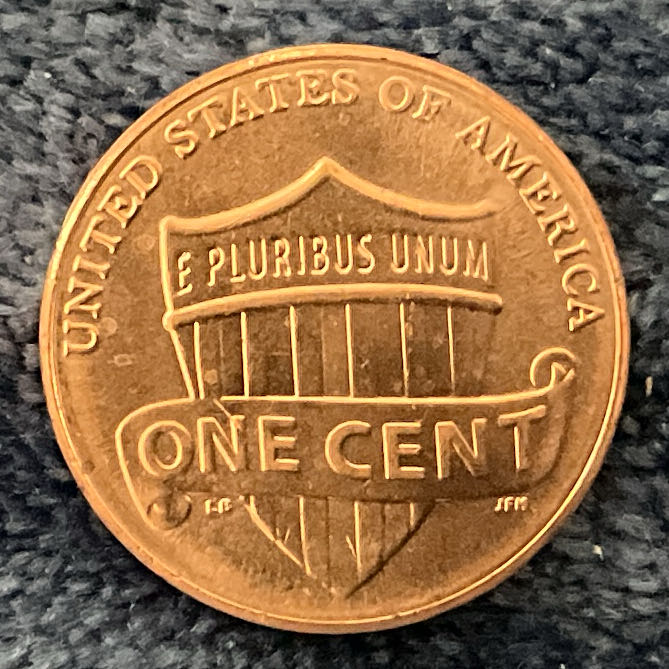 UNITED STATES OF AMERICA
E PLURIBUS UNUM
ONE CENT
LB JFM